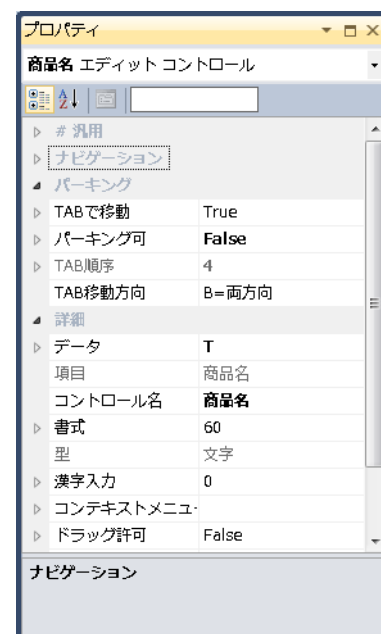 プロパティ
商品名 エディット コントロール
# 汎用
ナビゲーション
パーキング
TABで移動 True
パーキング可 False
TAB順序 4
TAB移動方向 B=両方向
詳細
データ T
項目 商品名
コントロール名 商品名
書式 60
型 文字
漢字入力 0
コンテキストメニュ
ドラッグ許可 False
ナビゲーション